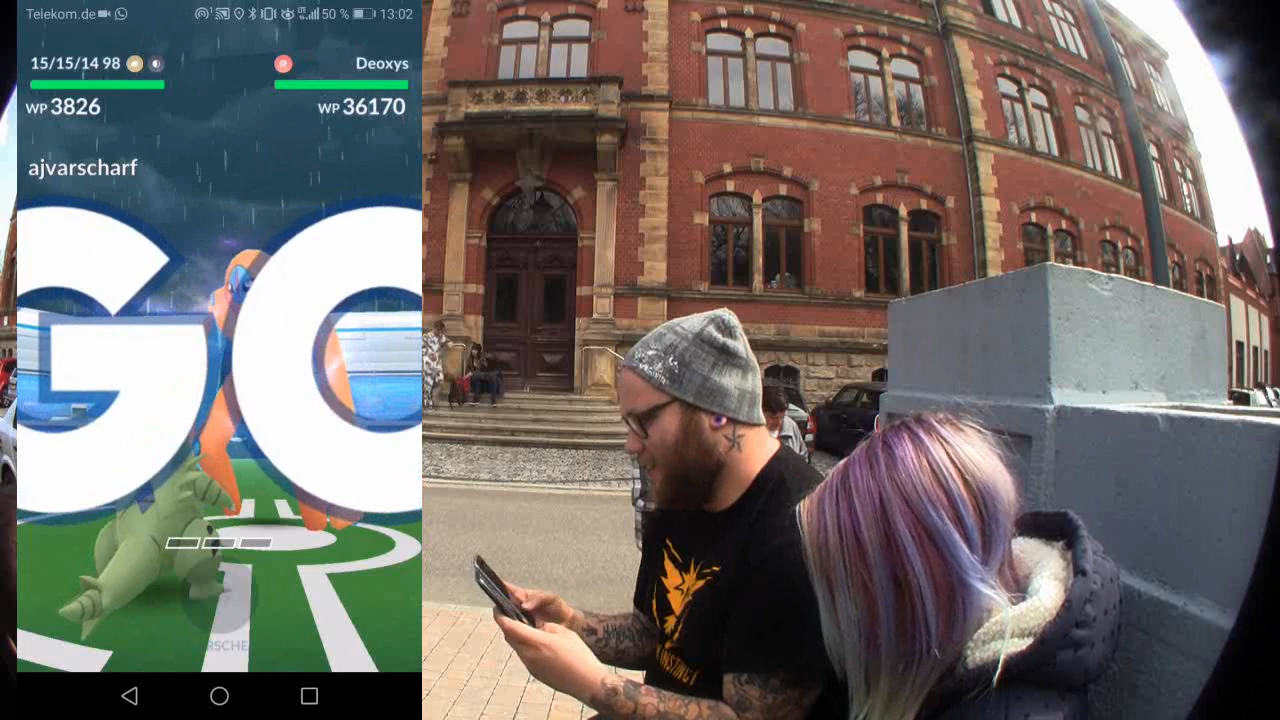 Telekom.de 50 % 13:02
15/15/14 98 Deoxys
WP 3826 WP 36170
ajvarscharf
GO
INSTINCT